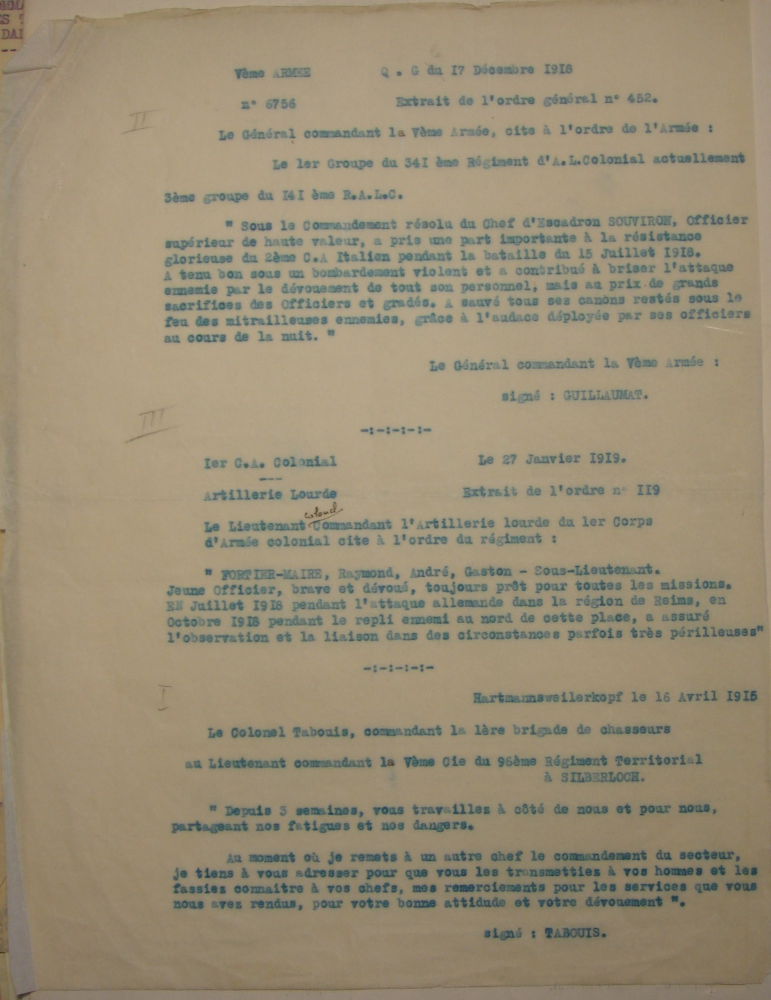 OMMA
ES
DAI
---
Vème ARMEE Q . G du I7 Décembre I9I8
n° 6756 Extrait de l'ordre général n° 452.
II
Le Général commandant la Vème Armée, cite à l'ordre de l'Armée :
Le 1er Groupe du 34I ème Régiment d'A.L.Colonial actuellement
3ème groupe du I4I ème R.A.L.C.
" Sous le Commandement résolu du Chef d'Escadron SOUVIRON, Officier
supérieur de haute valeur, a pris une part importante à la résistance
glorieuse du 2ème C.A Italien pendant la bataille du 15 Juillet I9I8.
A tenu bon sous un bombardement violent et a contribué à briser l'attaque
ennemie par le dévouement de tout son personnel, mais au prix de grands
sacrifices des Officiers et gradés. A sauvé tous ses canons restés sous le
feu des mitrailleuses ennemies, grâce à l'audace déployée par ses officiers
au cours de la nuit. "
Le Général commandant la Vème Armée :
signé : GUILLAUMAT.
III
-:-:-:-:-
Ier C.A. Colonial Le 27 Janvier I9I9.
---
Artillerie Lourde Extrait de l'ordre n° II9
colonel
Le Lieutenant Commandant l'Artillerie lourde du 1er Corps
d'Armée colonial cite à l'ordre du régiment :
" FORTIER-MAIRE, Raymond, André, Gaston - Sous-Lieutenant.
Jeune Officier, brave et dévoué, toujours prêt pour toutes les missions.
EN Juillet I9I8 pendant l'attaque allemande dans la région de Reims, en
Octobre I9I8 pendant le repli ennemi au nord de cette place, a assuré
l'observation et la liaison dans des circonstances parfois très périlleuses"
-:-:-:-:-
I
Hartmannsweilerkopf le 16 Avril I9I5
Le Colonel Tabouis, commandant la 1ère brigade de chasseurs
au Lieutenant commandant la Vème Cie du 96ème Régiment Territorial
à SILBERLOCH.
" Depuis 3 semaines, vous travaillez à côté de nous et pour nous,
partageant nos fatigues et nos dangers.
Au moment où je remets à un autre chef le commandement du secteur,
je tiens à vous adresser pour que vous les transmettiez à vos hommes et les
fassiez connaitre à vos chefs, mes remerciements pour les services que vous
nous avez rendus, pour votre bonne attidude et votre dévouement ".
signé : TABOUIS.